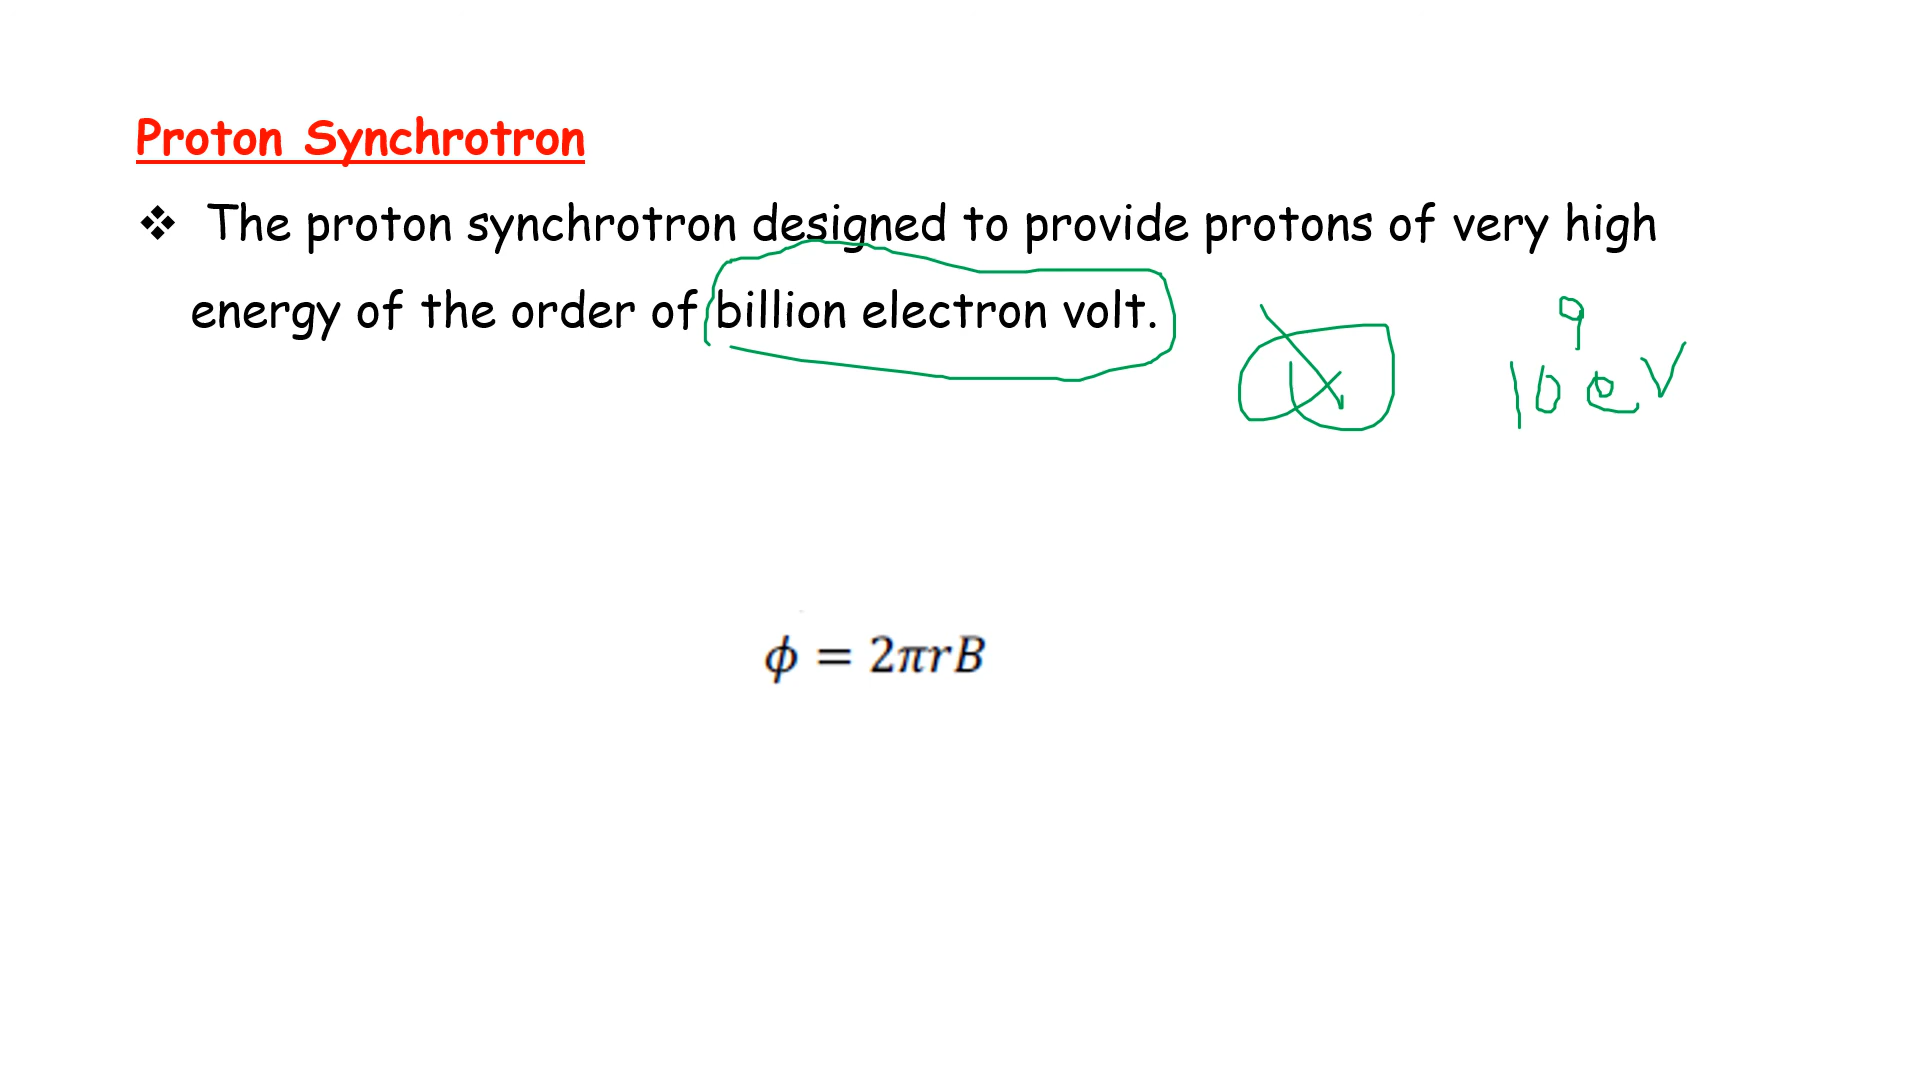 Proton Synchrotron
❖ The proton synchrotron designed to provide protons of very high
energy of the order of billion electron volt.
10⁹ eV
ϕ = 2πrB